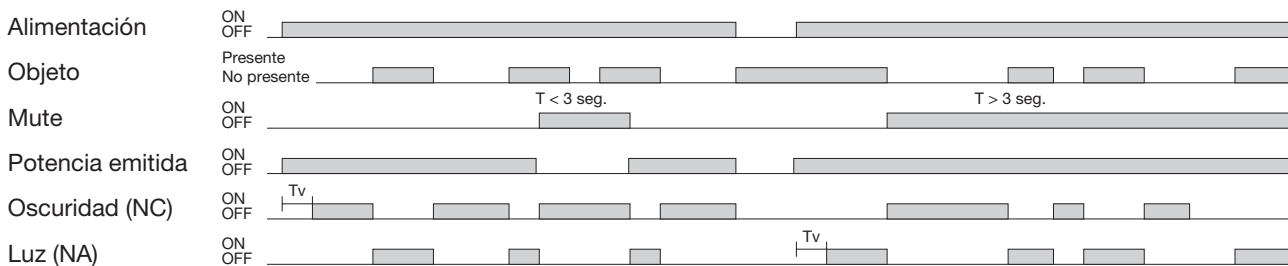 Alimentación ON
OFF
Objeto Presente
No presente
Mute ON
OFF T < 3 seg. T > 3 seg.
Potencia emitida ON
OFF
Oscuridad (NC) ON
OFF Tv
Luz (NA) ON
OFF Tv